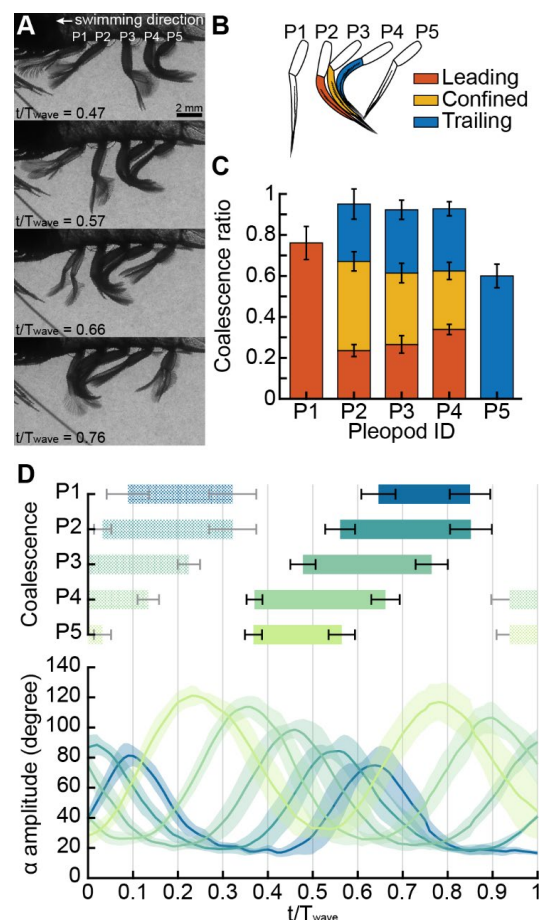 A
← swimming direction
P1 P2 P3 P4 P5
2 mm
t/Twave = 0.47
t/Twave = 0.57
t/Twave = 0.66
t/Twave = 0.76
B
P1 P2 P3 P4 P5
Leading
Confined
Trailing
C
Coalescence ratio
1
0.8
0.6
0.4
0.2
0
P1 P2 P3 P4 P5
Pleopod ID
D
Coalescence
P1
P2
P3
P4
P5
α amplitude (degree)
140
120
100
80
60
40
20
0
0 0.1 0.2 0.3 0.4 0.5 0.6 0.7 0.8 0.9 1
t/Twave